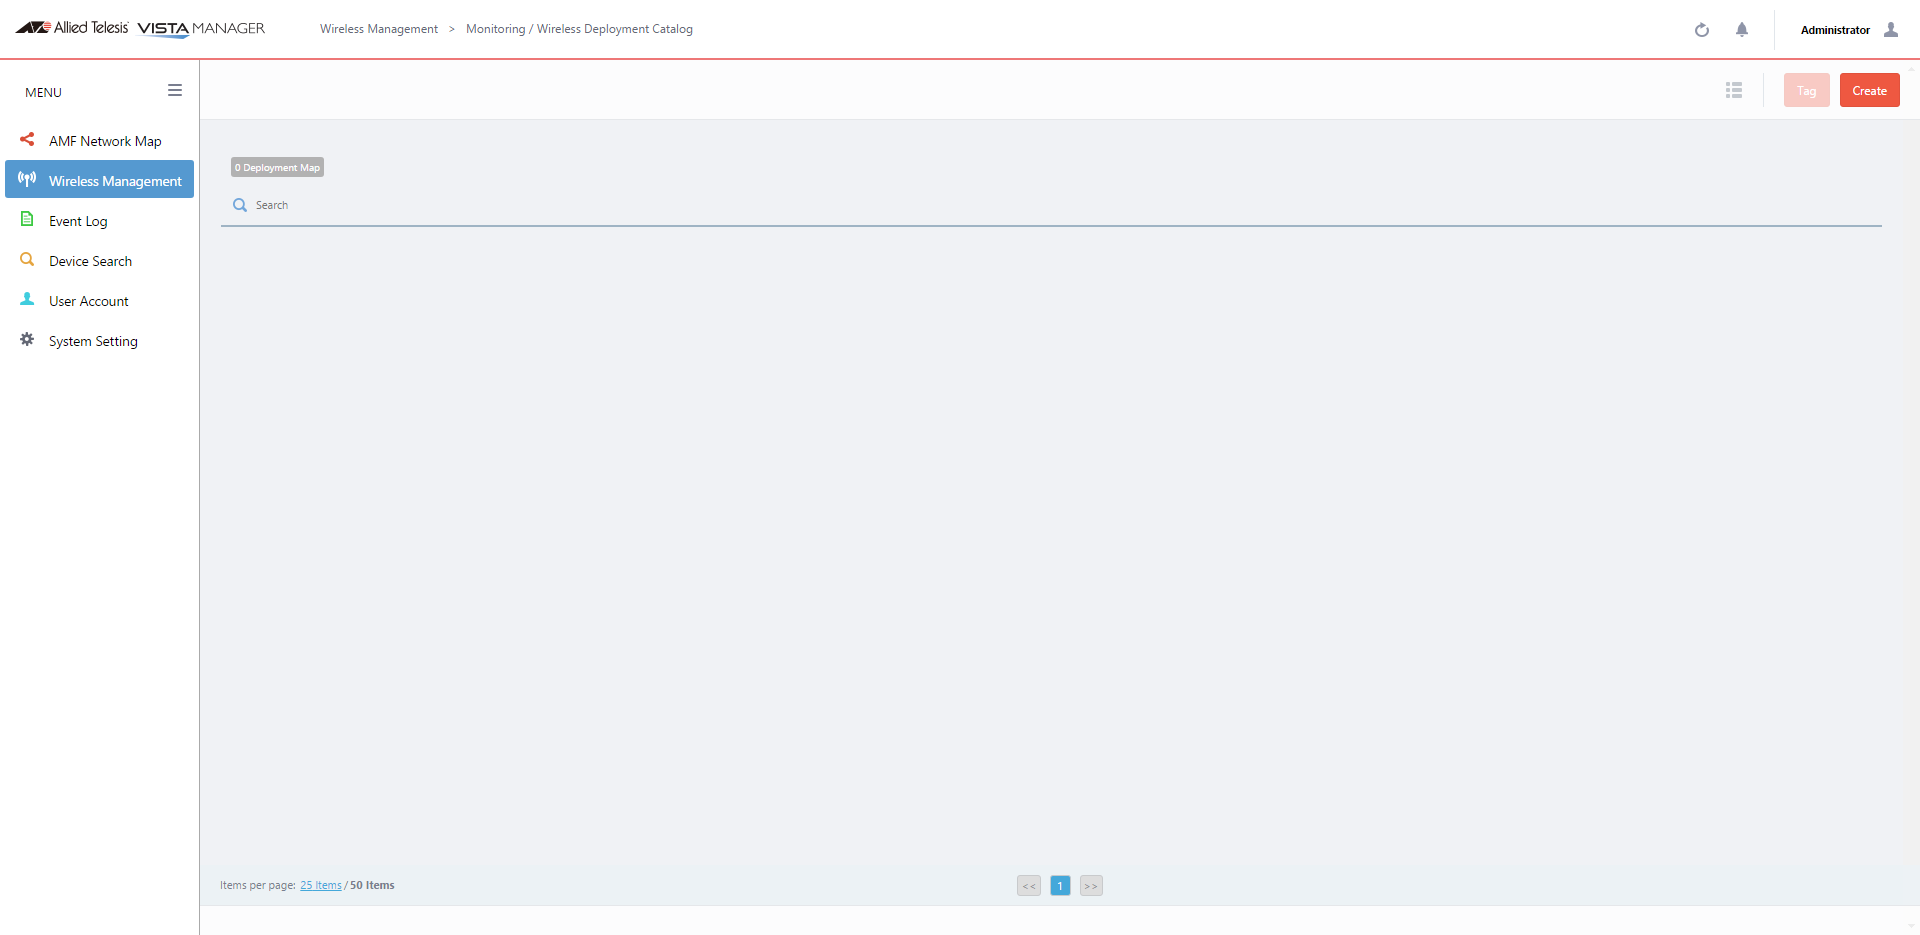 Allied Telesis VISTA MANAGER
Wireless Management > Monitoring / Wireless Deployment Catalog
Administrator
MENU
Tag
Create
AMF Network Map
Wireless Management
Event Log
Device Search
User Account
System Setting
0 Deployment Map
Search
Items per page: 25 Items / 50 Items
<< 1 >>